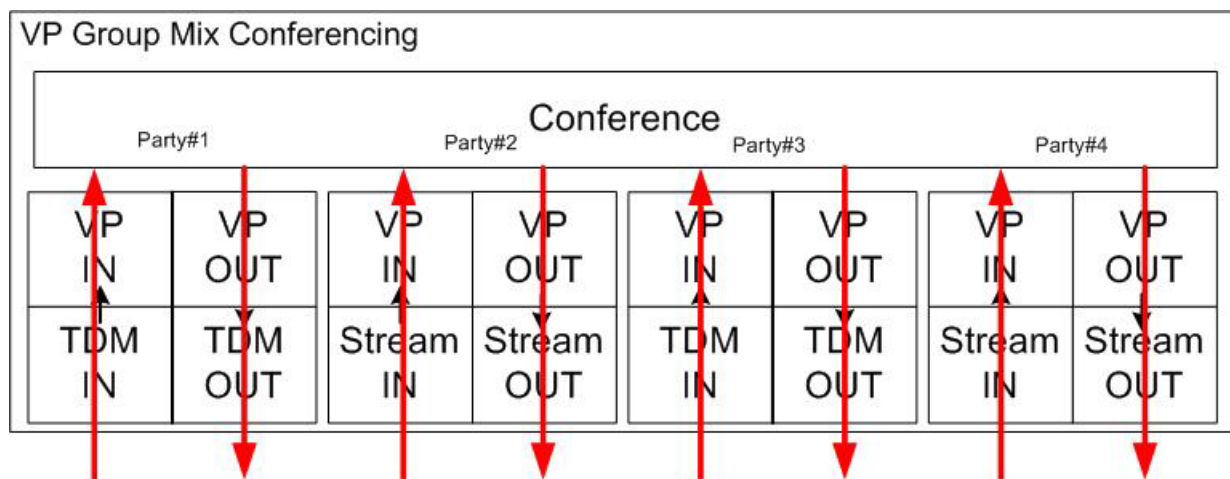 VP Group Mix Conferencing
Conference
Party#1 Party#2 Party#3 Party#4
VP VP VP VP VP VP VP VP
IN OUT IN OUT IN OUT IN OUT
TDM TDM Stream Stream TDM TDM Stream Stream
IN OUT IN OUT IN OUT IN OUT